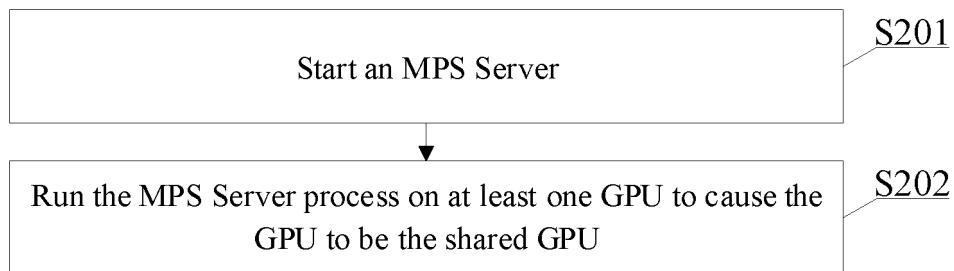 Start an MPS Server
S201
Run the MPS Server process on at least one GPU to cause the
GPU to be the shared GPU
S202